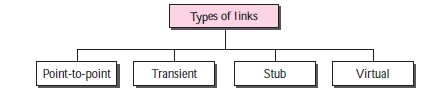 Types of links
Point-to-point
Transient
Stub
Virtual